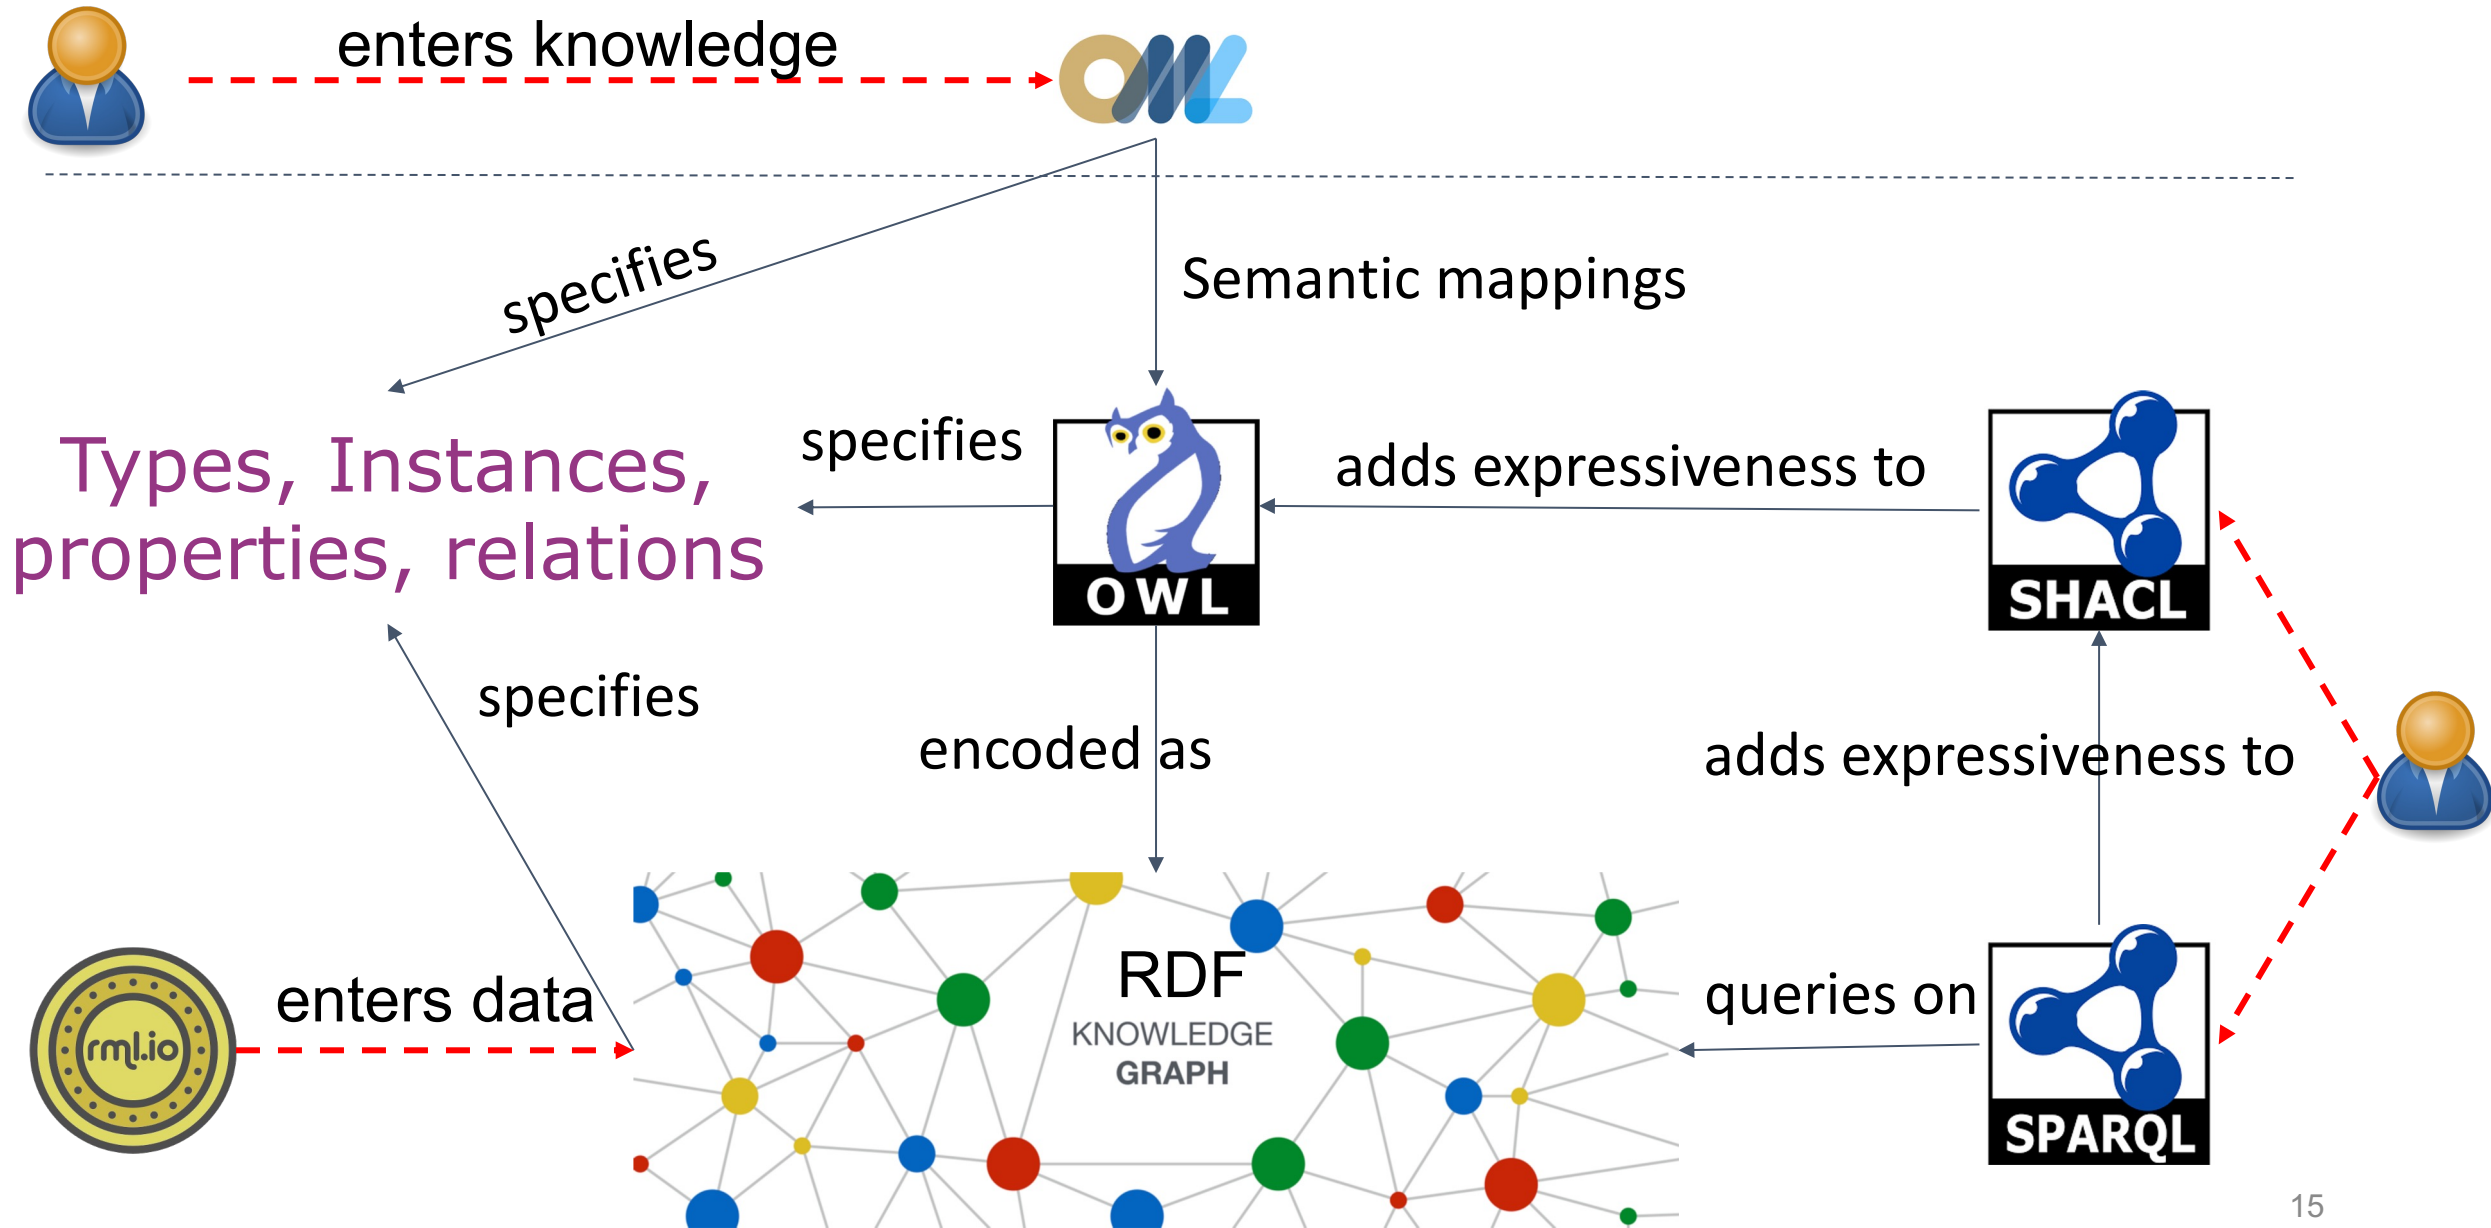 enters knowledge
OML
specifies
Semantic mappings
Types, Instances,
properties, relations
specifies
OWL
adds expressiveness to
SHACL
specifies
encoded as
adds expressiveness to
rml.io
enters data
RDF
KNOWLEDGE
GRAPH
queries on
SPARQL
15